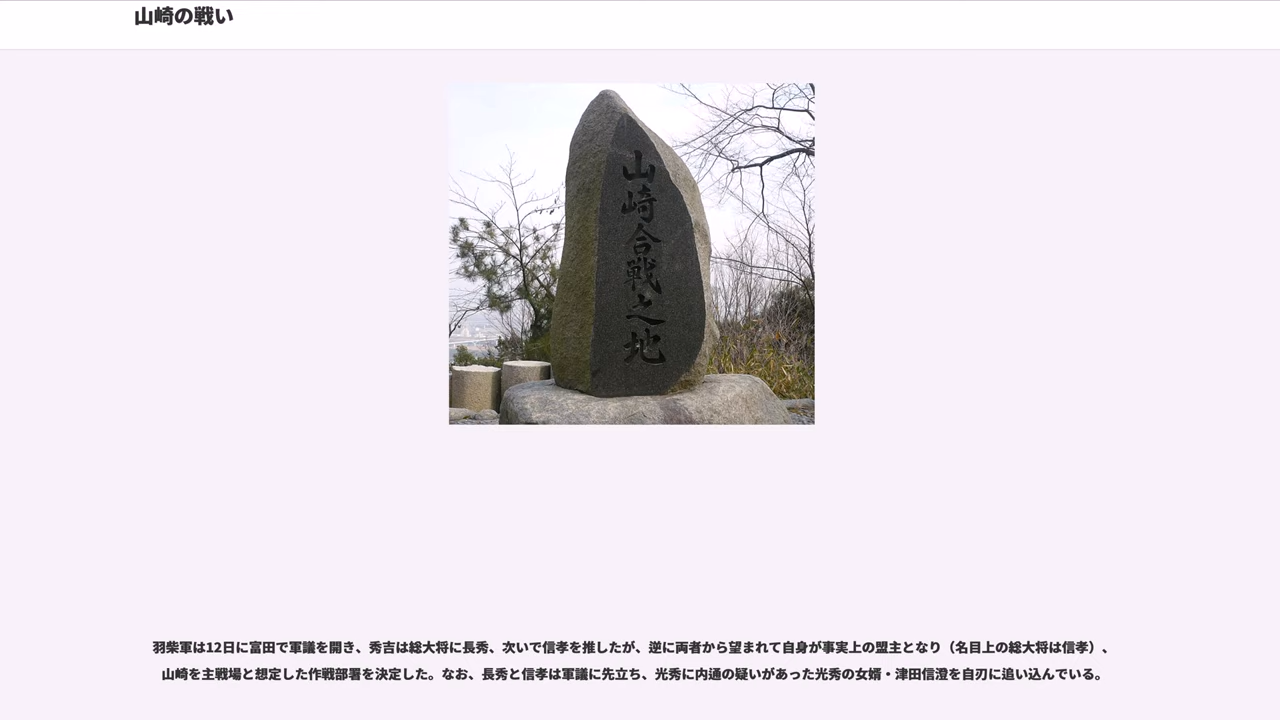 山崎の戦い
山崎合戦之地
羽柴軍は12日に富田で軍議を開き、秀吉は総大将に長秀、次いで信孝を推したが、逆に両者から望まれて自身が事実上の盟主となり（名目上の総大将は信孝）、
山崎を主戦場と想定した作戦部署を決定した。なお、長秀と信孝は軍議に先立ち、光秀に内通の疑いがあった光秀の女婿・津田信澄を自刃に追い込んでいる。